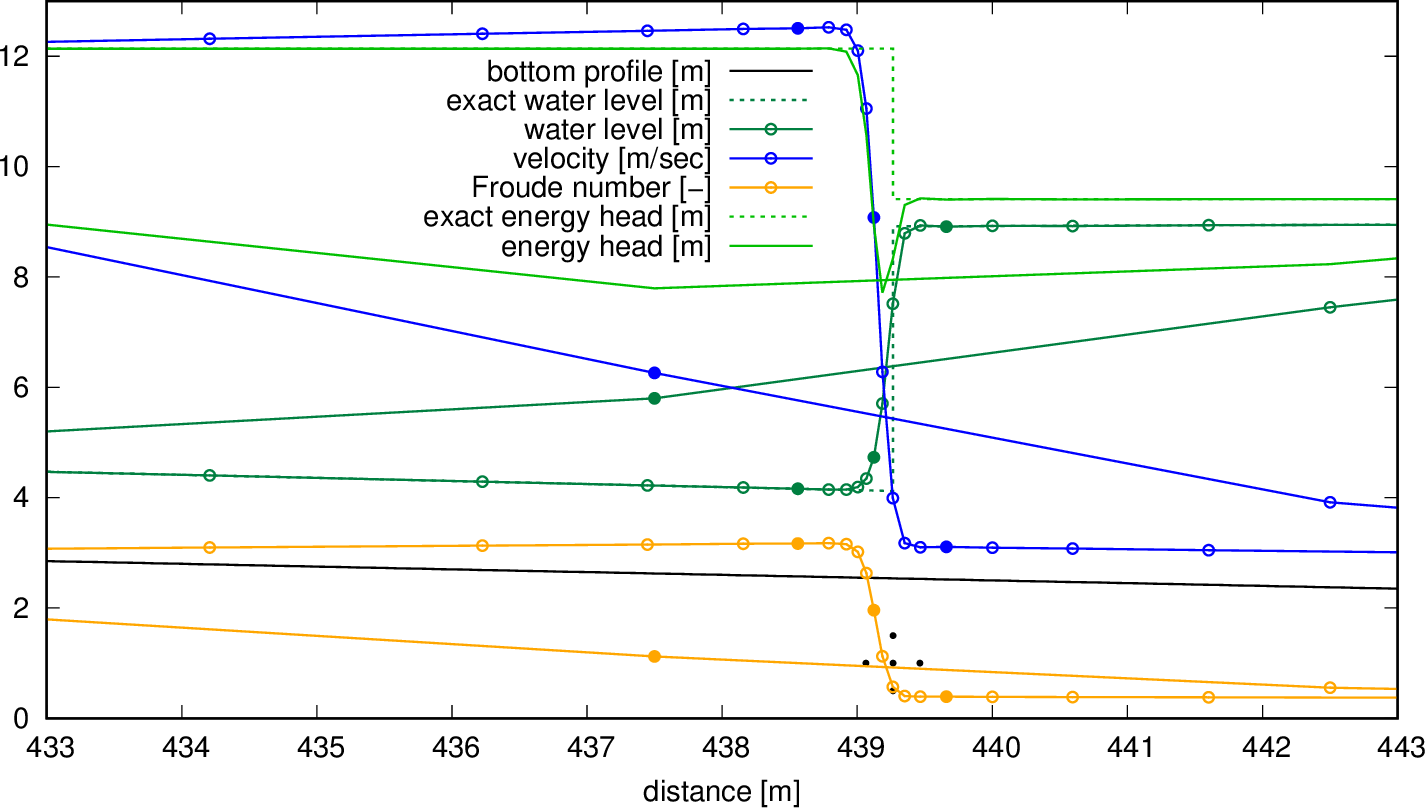 12
10
8
6
4
2
0
bottom profile [m]
exact water level [m]
water level [m]
velocity [m/sec]
Froude number [–]
exact energy head [m]
energy head [m]
433 434 435 436 437 438 439 440 441 442 443
distance [m]